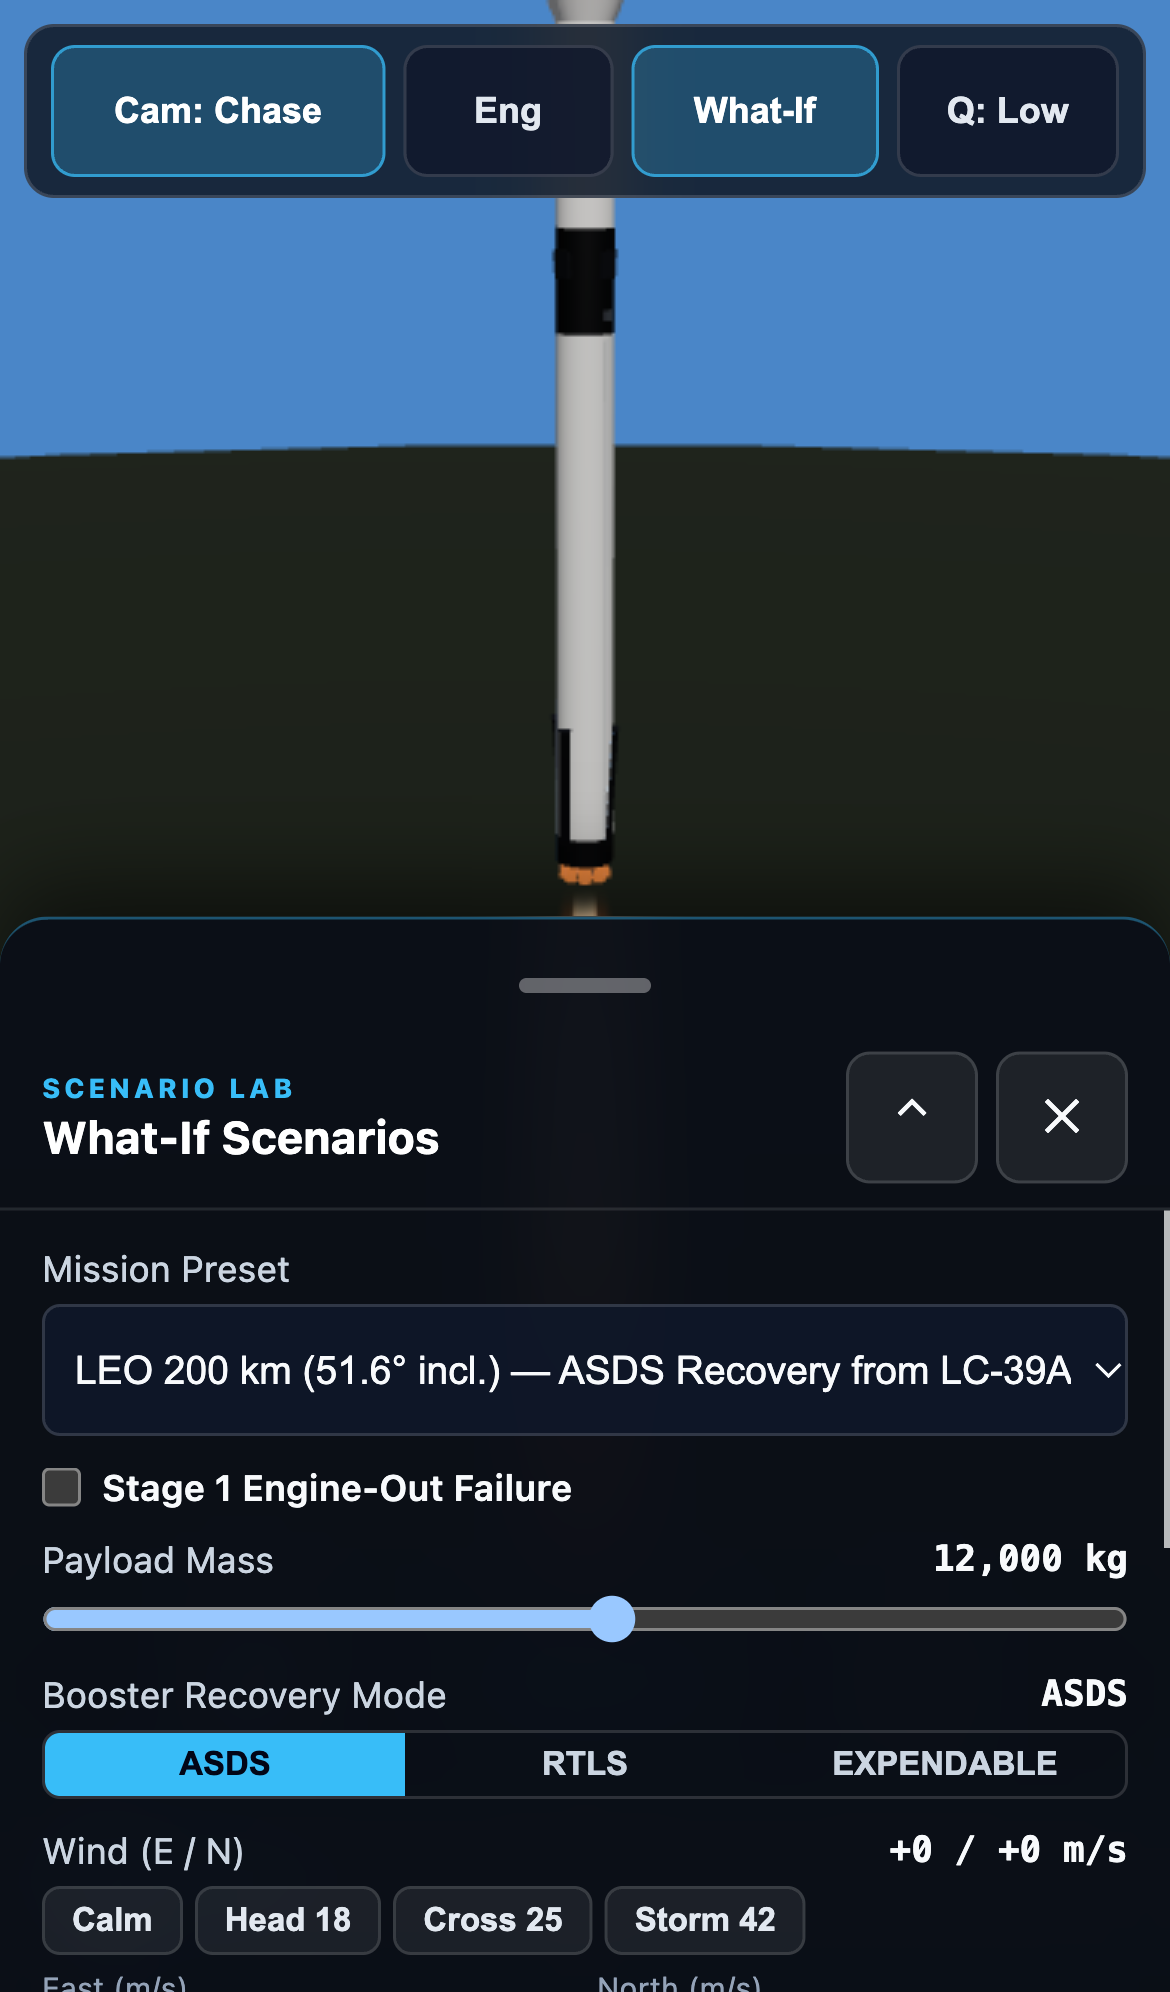 Cam: Chase
Eng
What-If
Q: Low
SCENARIO LAB
What-If Scenarios
Mission Preset
LEO 200 km (51.6° incl.) — ASDS Recovery from LC-39A
Stage 1 Engine-Out Failure
Payload Mass
12,000 kg
Booster Recovery Mode
ASDS
ASDS
RTLS
EXPENDABLE
Wind (E / N)
+0 / +0 m/s
Calm
Head 18
Cross 25
Storm 42
East (m/s)
North (m/s)